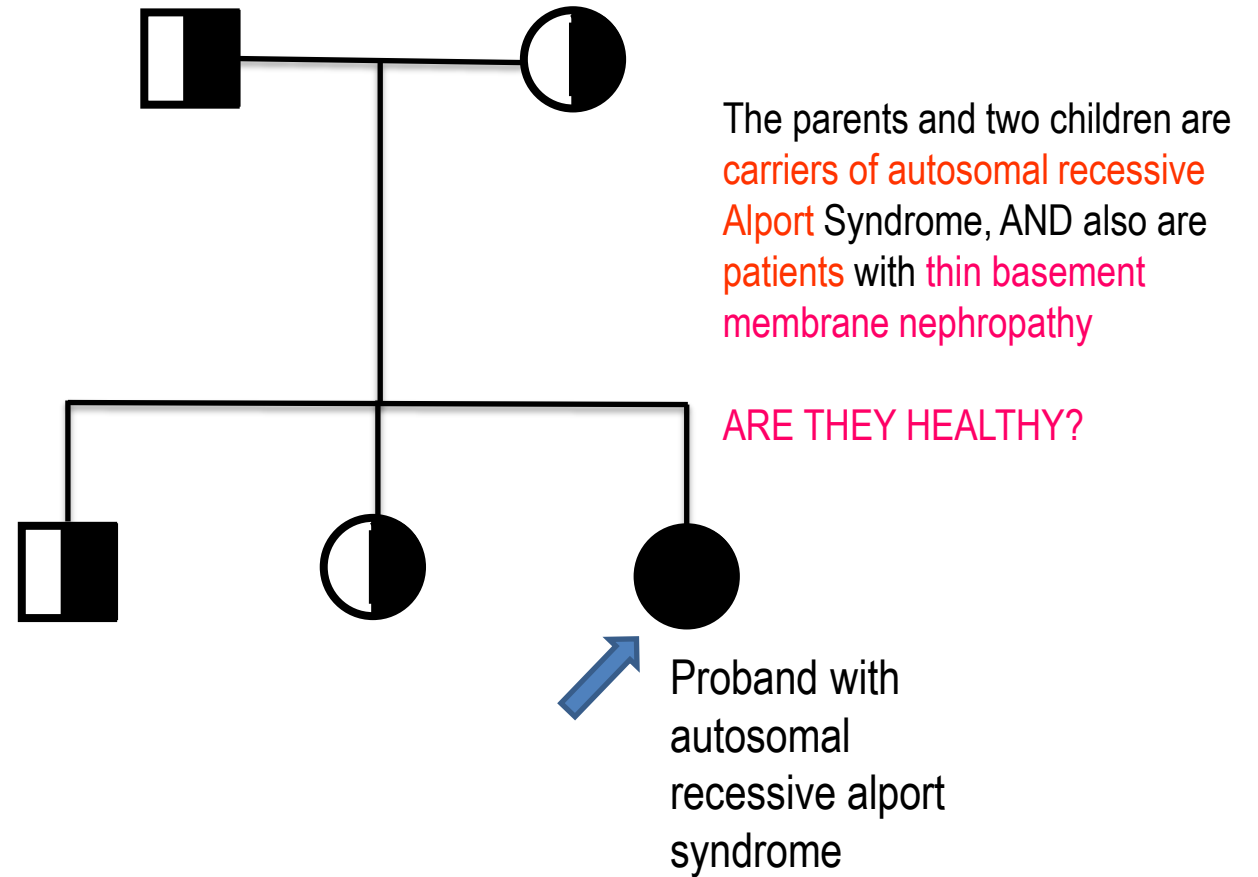 The parents and two children are
carriers of autosomal recessive
Alport Syndrome, AND also are
patients with thin basement
membrane nephropathy
ARE THEY HEALTHY?
Proband with
autosomal
recessive alport
syndrome